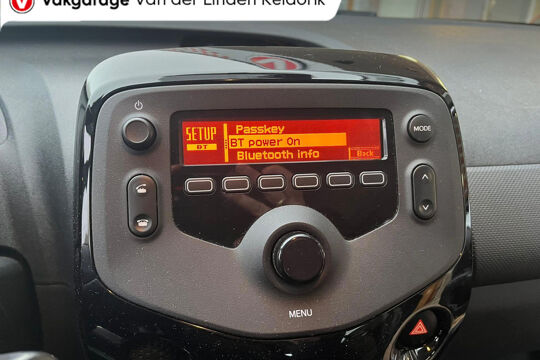 Vakgarage Van der Linden Keldonk
SETUP
BT
Passkey
BT power On
Bluetooth info
Back
MODE
MENU